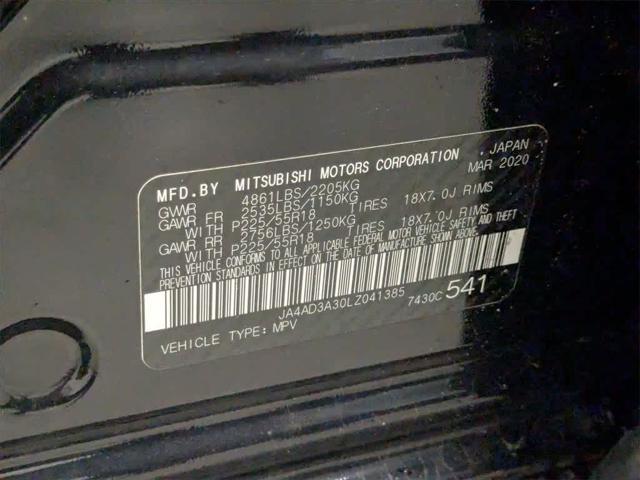 MFD.BY MITSUBISHI MOTORS CORPORATION JAPAN
MAR 2020
GVWR 4861LBS/2205KG
GAWR FR 2535LBS/1150KG
WITH P225/55R18 TIRES 18X7.0J RIMS
GAWR RR 2756LBS/1250KG
WITH P225/55R18 TIRES 18X7.0J RIMS
THIS VEHICLE CONFORMS TO ALL APPLICABLE FEDERAL MOTOR VEHICLE SAFETY AND THEFT
PREVENTION STANDARDS IN EFFECT ON THE DATE OF MANUFACTURE SHOWN ABOVE.
JA4AD3A30LZ041385 7430C 541
VEHICLE TYPE: MPV